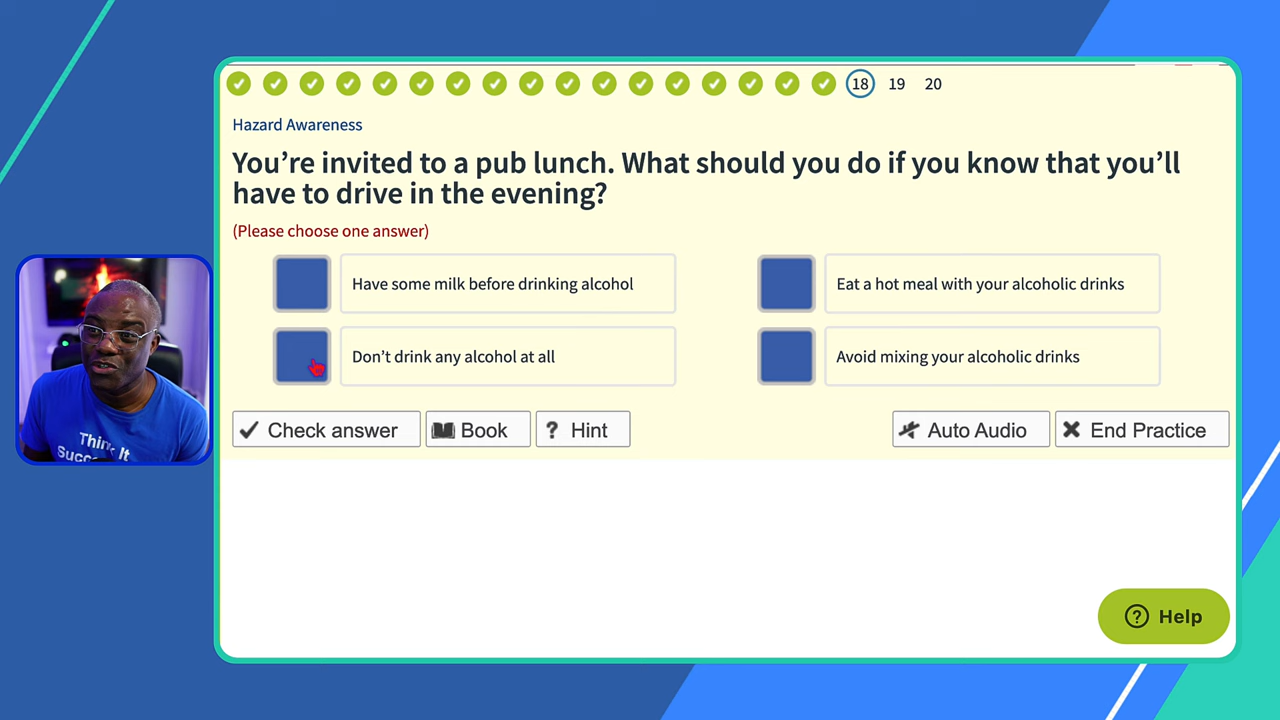 18 19 20
Hazard Awareness
You're invited to a pub lunch. What should you do if you know that you'll
have to drive in the evening?
(Please choose one answer)
Have some milk before drinking alcohol
Eat a hot meal with your alcoholic drinks
Don't drink any alcohol at all
Avoid mixing your alcoholic drinks
Check answer
Book
? Hint
Auto Audio
End Practice
Think It
? Help